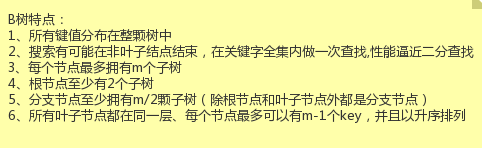 B树特点：
1、所有键值分布在整颗树中
2、搜索有可能在非叶子结点结束，在关键字全集内做一次查找,性能逼近二分查找
3、每个节点最多拥有m个子树
4、根节点至少有2个子树
5、分支节点至少拥有m/2颗子树（除根节点和叶子节点外都是分支节点）
6、所有叶子节点都在同一层、每个节点最多可以有m-1个key，并且以升序排列